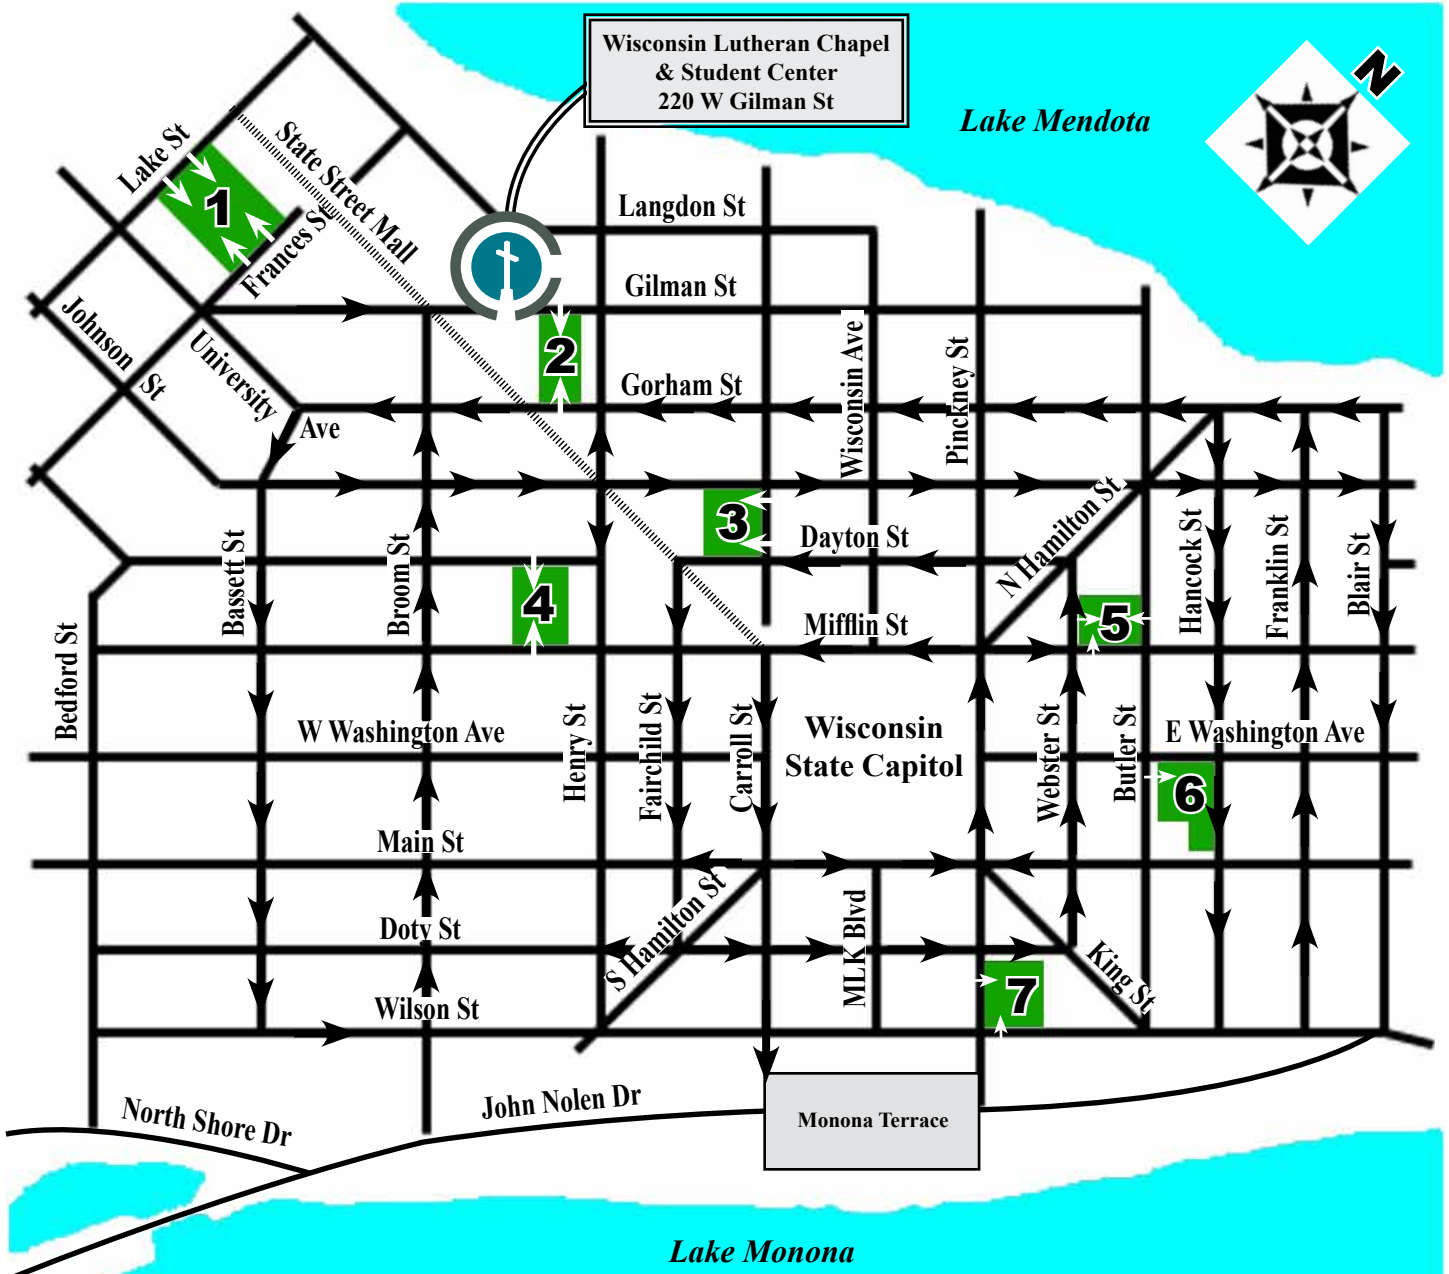 Wisconsin Lutheran Chapel
& Student Center
220 W Gilman St
N
Lake Mendota
Lake St
State Street Mall
1
Frances St
Langdon St
Gilman St
Johnson St
University Ave
2
Gorham St
Wisconsin Ave
Pinckney St
3
Dayton St
N Hamilton St
Bassett St
Broom St
4
Mifflin St
5
Hancock St
Franklin St
Blair St
Bedford St
W Washington Ave
Henry St
Fairchild St
Carroll St
Wisconsin
State Capitol
Webster St
Butler St
E Washington Ave
6
Main St
Doty St
S Hamilton St
MLK Blvd
King St
7
Wilson St
North Shore Dr
John Nolen Dr
Monona Terrace
Lake Monona